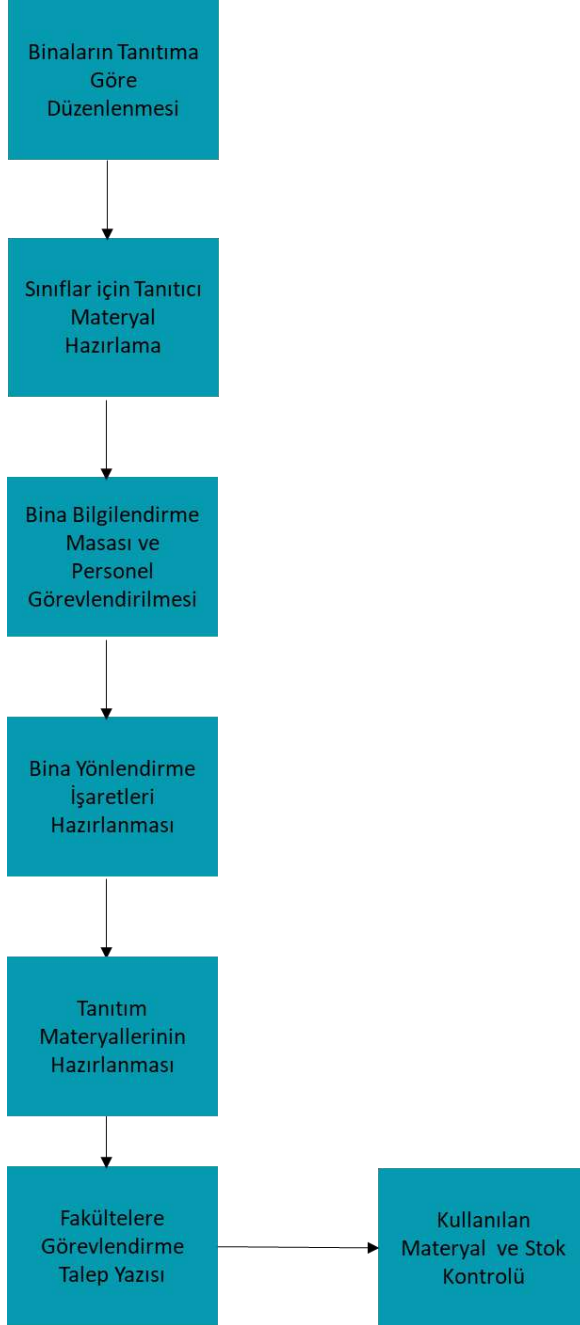 Binaların Tanıtıma
Göre
Düzenlenmesi
Sınıflar için Tanıtıcı
Materyal
Hazırlama
Bina Bilgilendirme
Masası ve
Personel
Görevlendirilmesi
Bina Yönlendirme
İşaretleri
Hazırlanması
Tanıtım
Materyallerinin
Hazırlanması
Fakültelere
Görevlendirme
Talep Yazısı
Kullanılan
Materyal ve Stok
Kontrolü